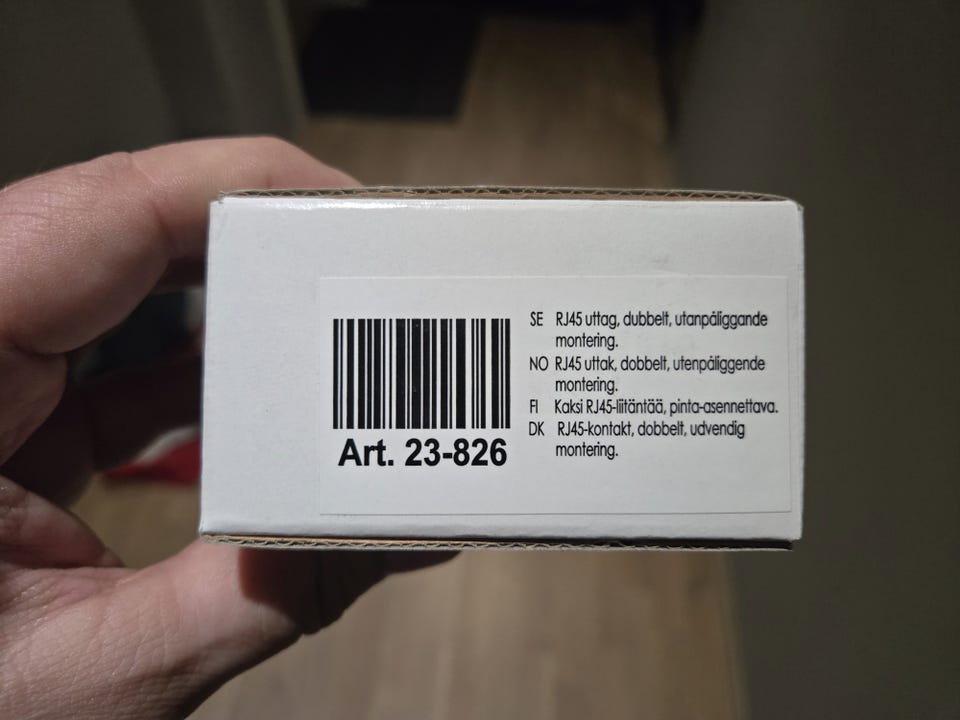 SE RJ45 uttag, dubbelt, utanpåliggande
montering.
NO RJ45 uttak, dobbelt, utenpåliggende
montering.
FI Kaksi RJ45-liitäntää, pinta-asennettava.
DK RJ45-kontakt, dobbelt, udvendig
montering.
Art. 23-826